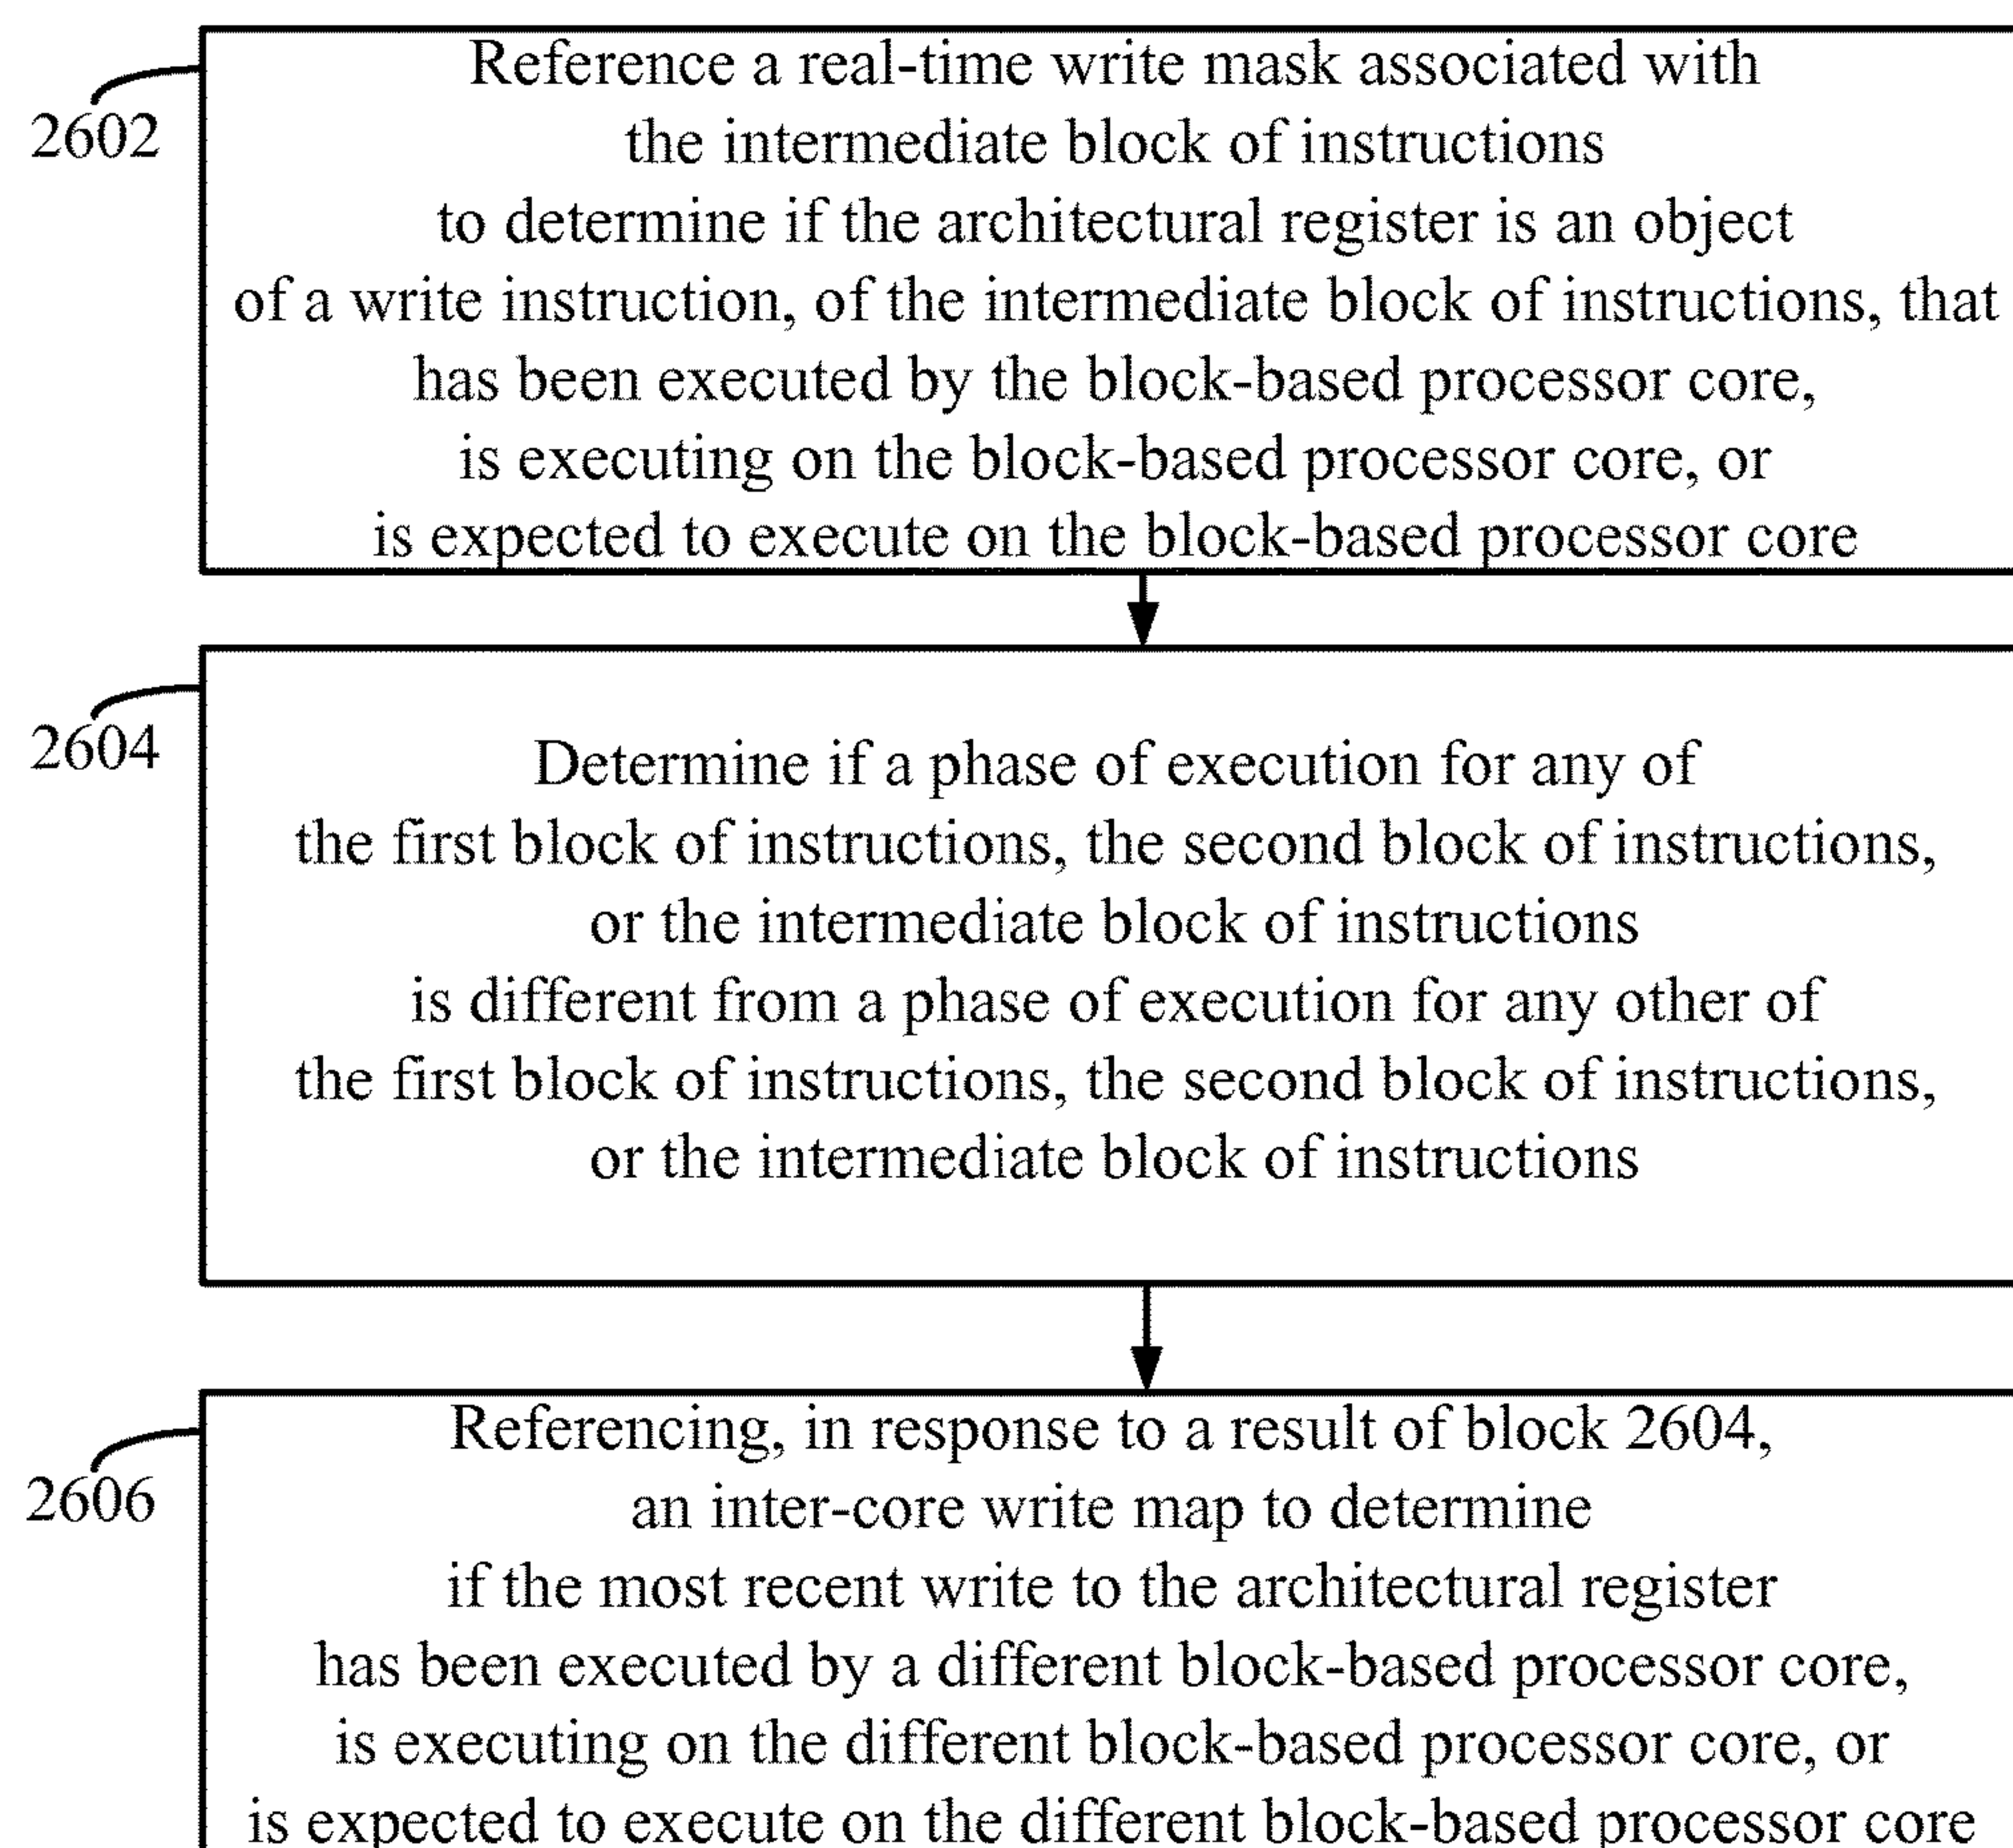 2602
Reference a real-time write mask associated with
the intermediate block of instructions
to determine if the architectural register is an object
of a write instruction, of the intermediate block of instructions, that
has been executed by the block-based processor core,
is executing on the block-based processor core, or
is expected to execute on the block-based processor core
2604
Determine if a phase of execution for any of
the first block of instructions, the second block of instructions,
or the intermediate block of instructions
is different from a phase of execution for any other of
the first block of instructions, the second block of instructions,
or the intermediate block of instructions
2606
Referencing, in response to a result of block 2604,
an inter-core write map to determine
if the most recent write to the architectural register
has been executed by a different block-based processor core,
is executing on the different block-based processor core, or
is expected to execute on the different block-based processor core